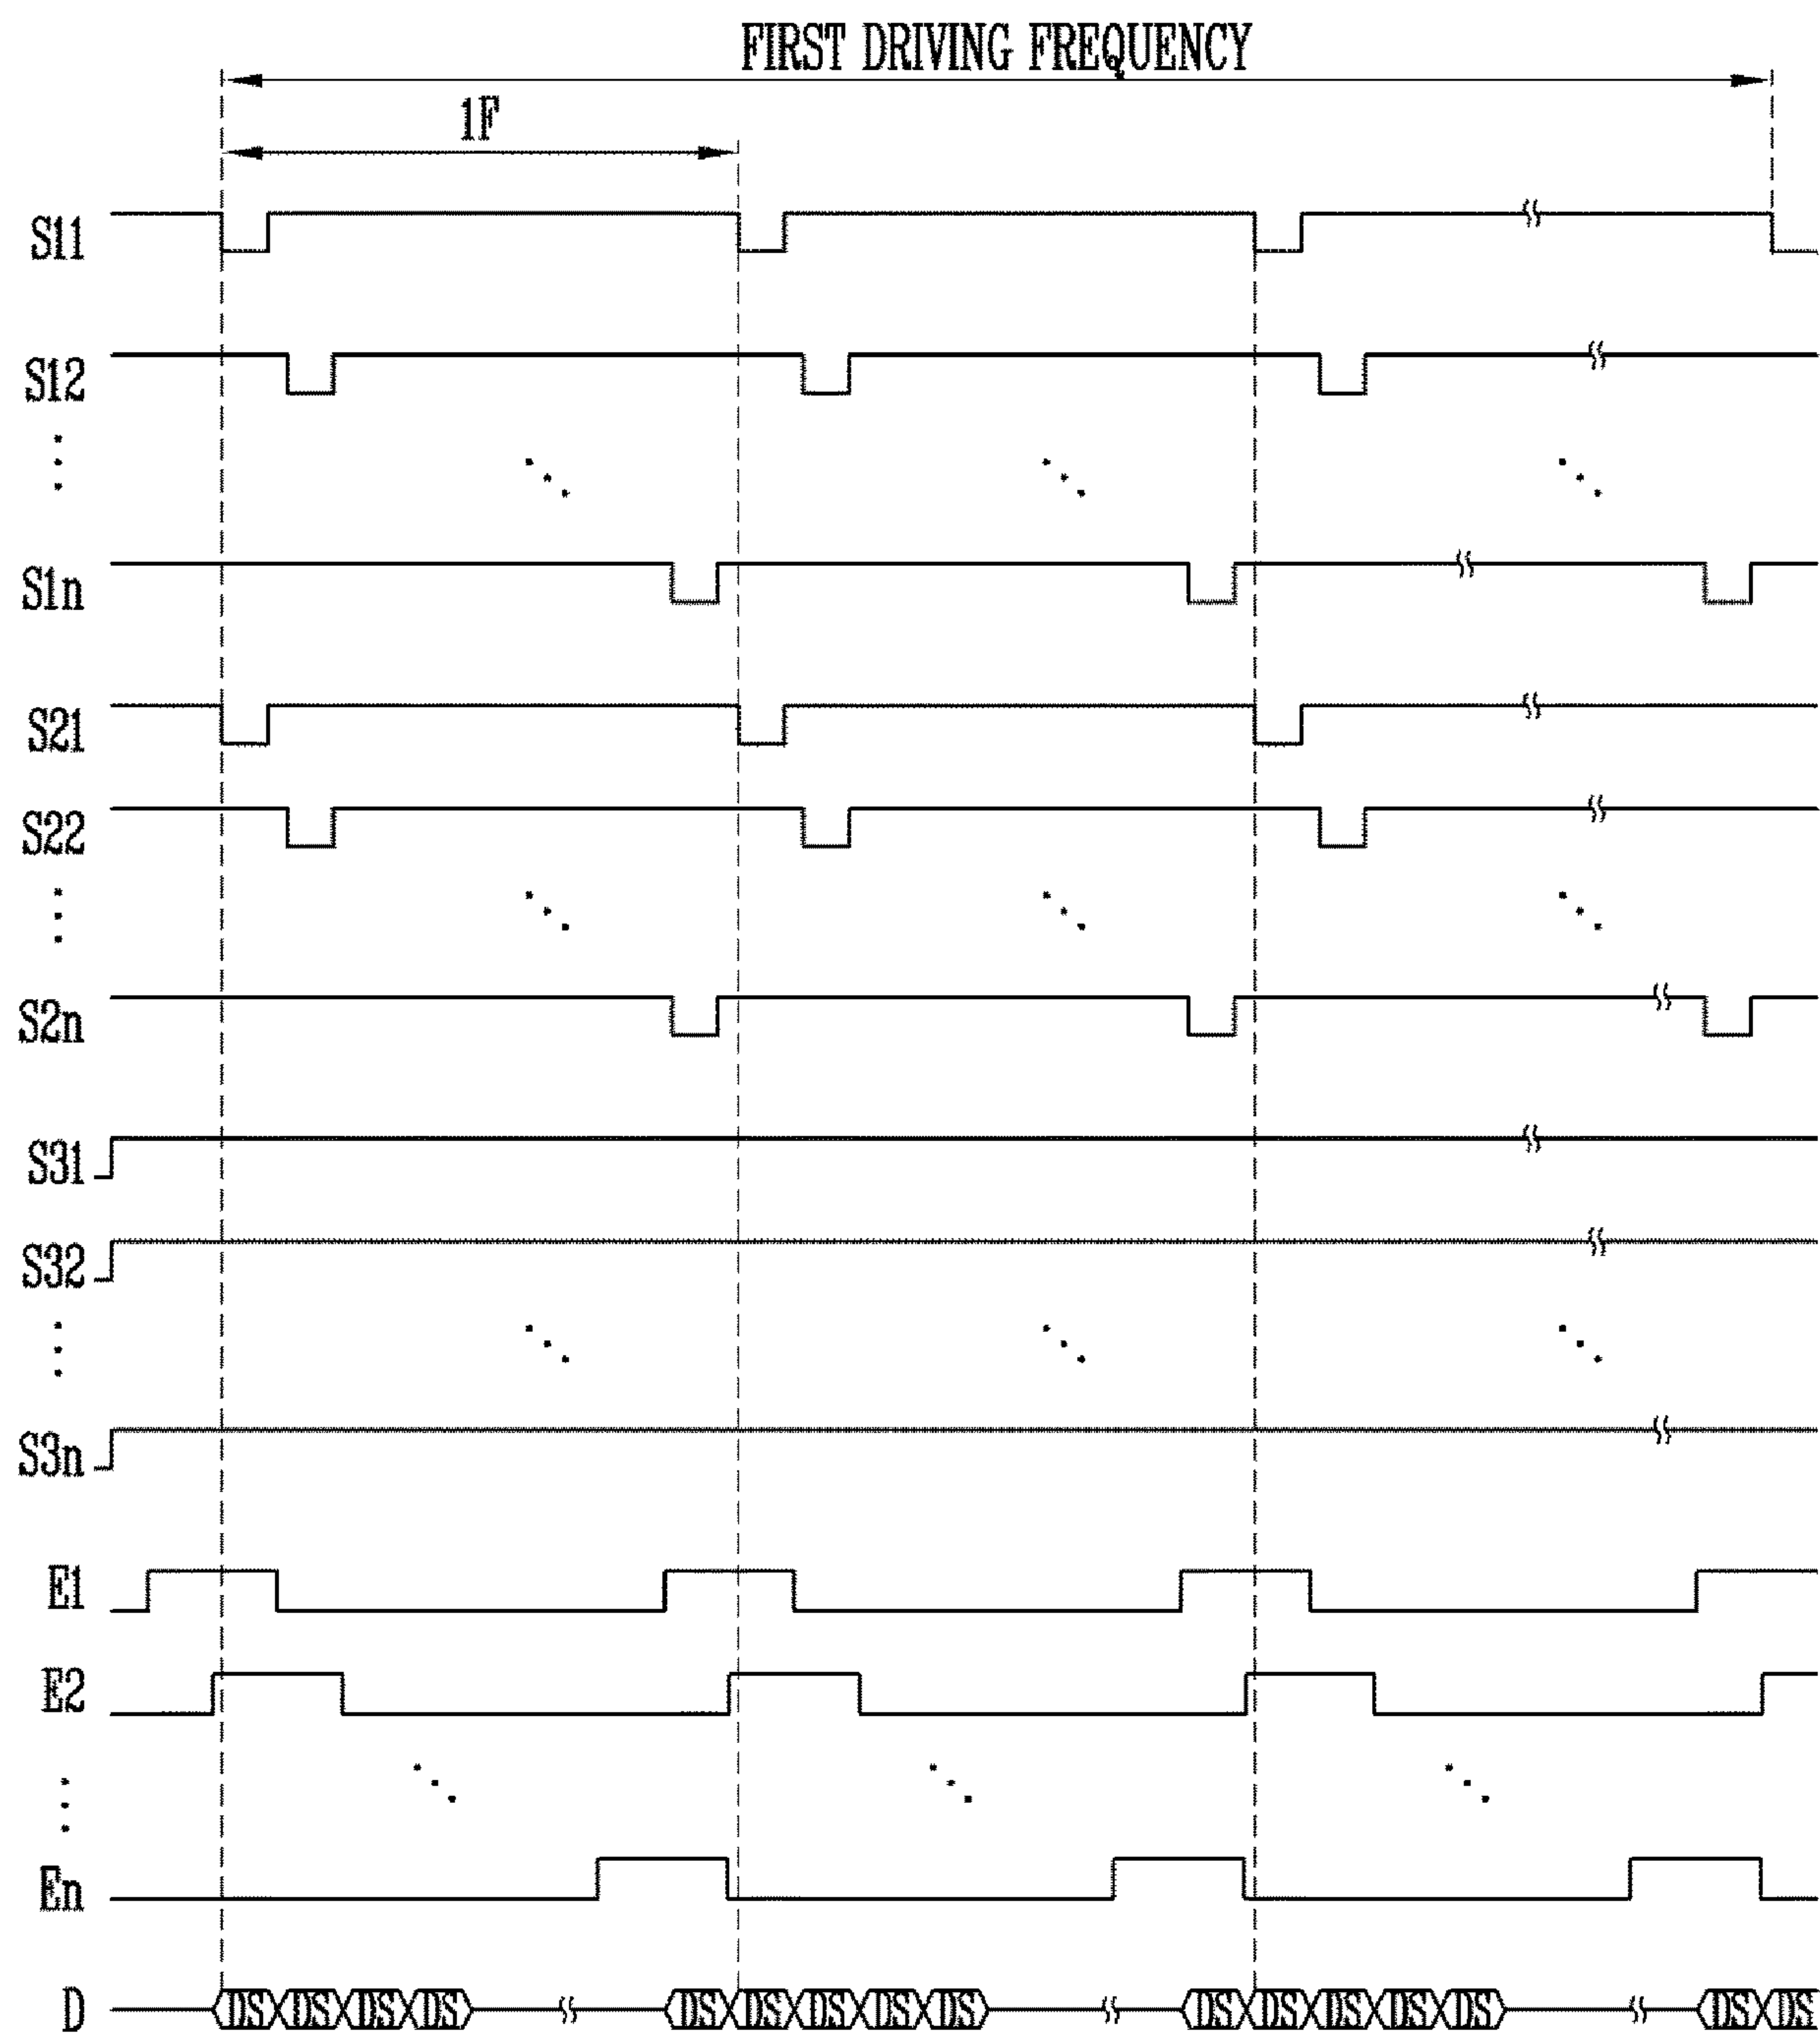 FIRST DRIVING FREQUENCY
1F
S11
S12
S1n
S21
S22
S2n
S31
S32
S3n
E1
E2
En
D DS DS DS DS DS DS DS DS DS DS DS DS DS DS DS DS